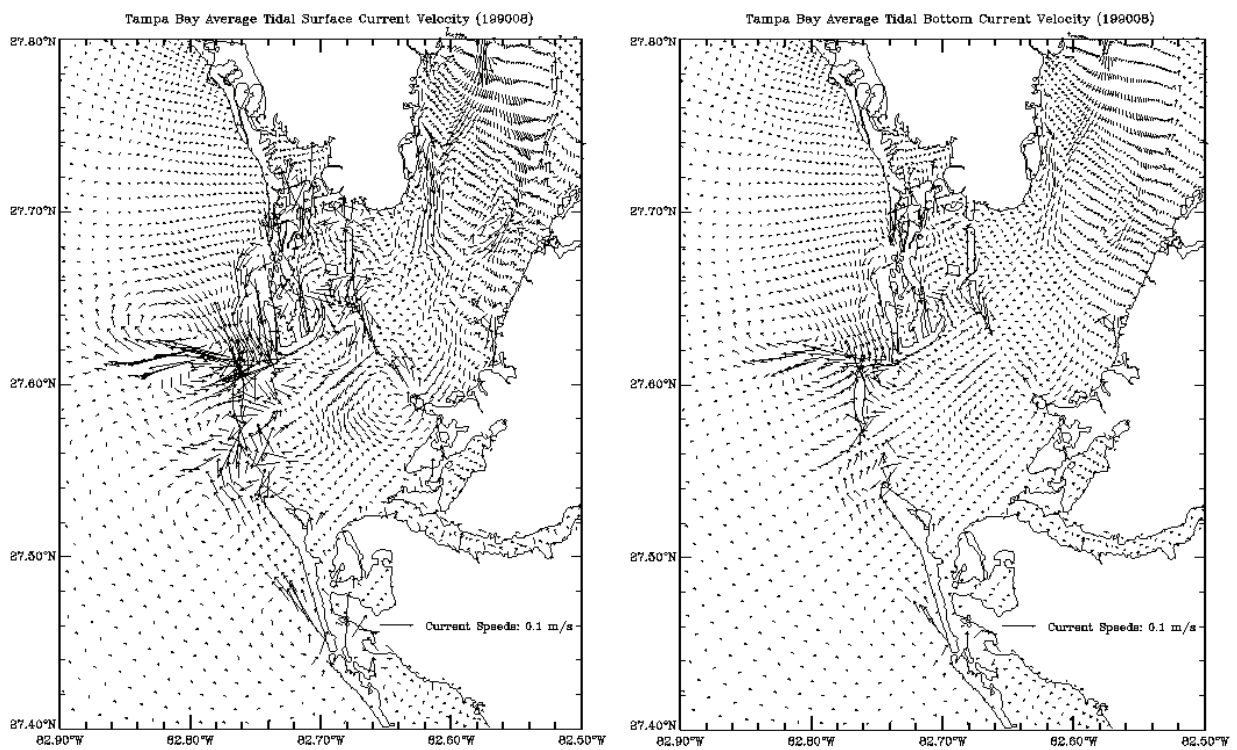 Tampa Bay Average Tidal Surface Current Velocity (199008)
27.80°N
27.70°N
27.60°N
27.50°N
27.40°N
82.90°W 82.80°W 82.70°W 82.60°W 82.50°W
Current Speeds: 0.1 m/s
Tampa Bay Average Tidal Bottom Current Velocity (199008)
27.80°N
27.70°N
27.60°N
27.50°N
27.40°N
82.90°W 82.80°W 82.70°W 82.60°W 82.50°W
Current Speeds: 0.1 m/s